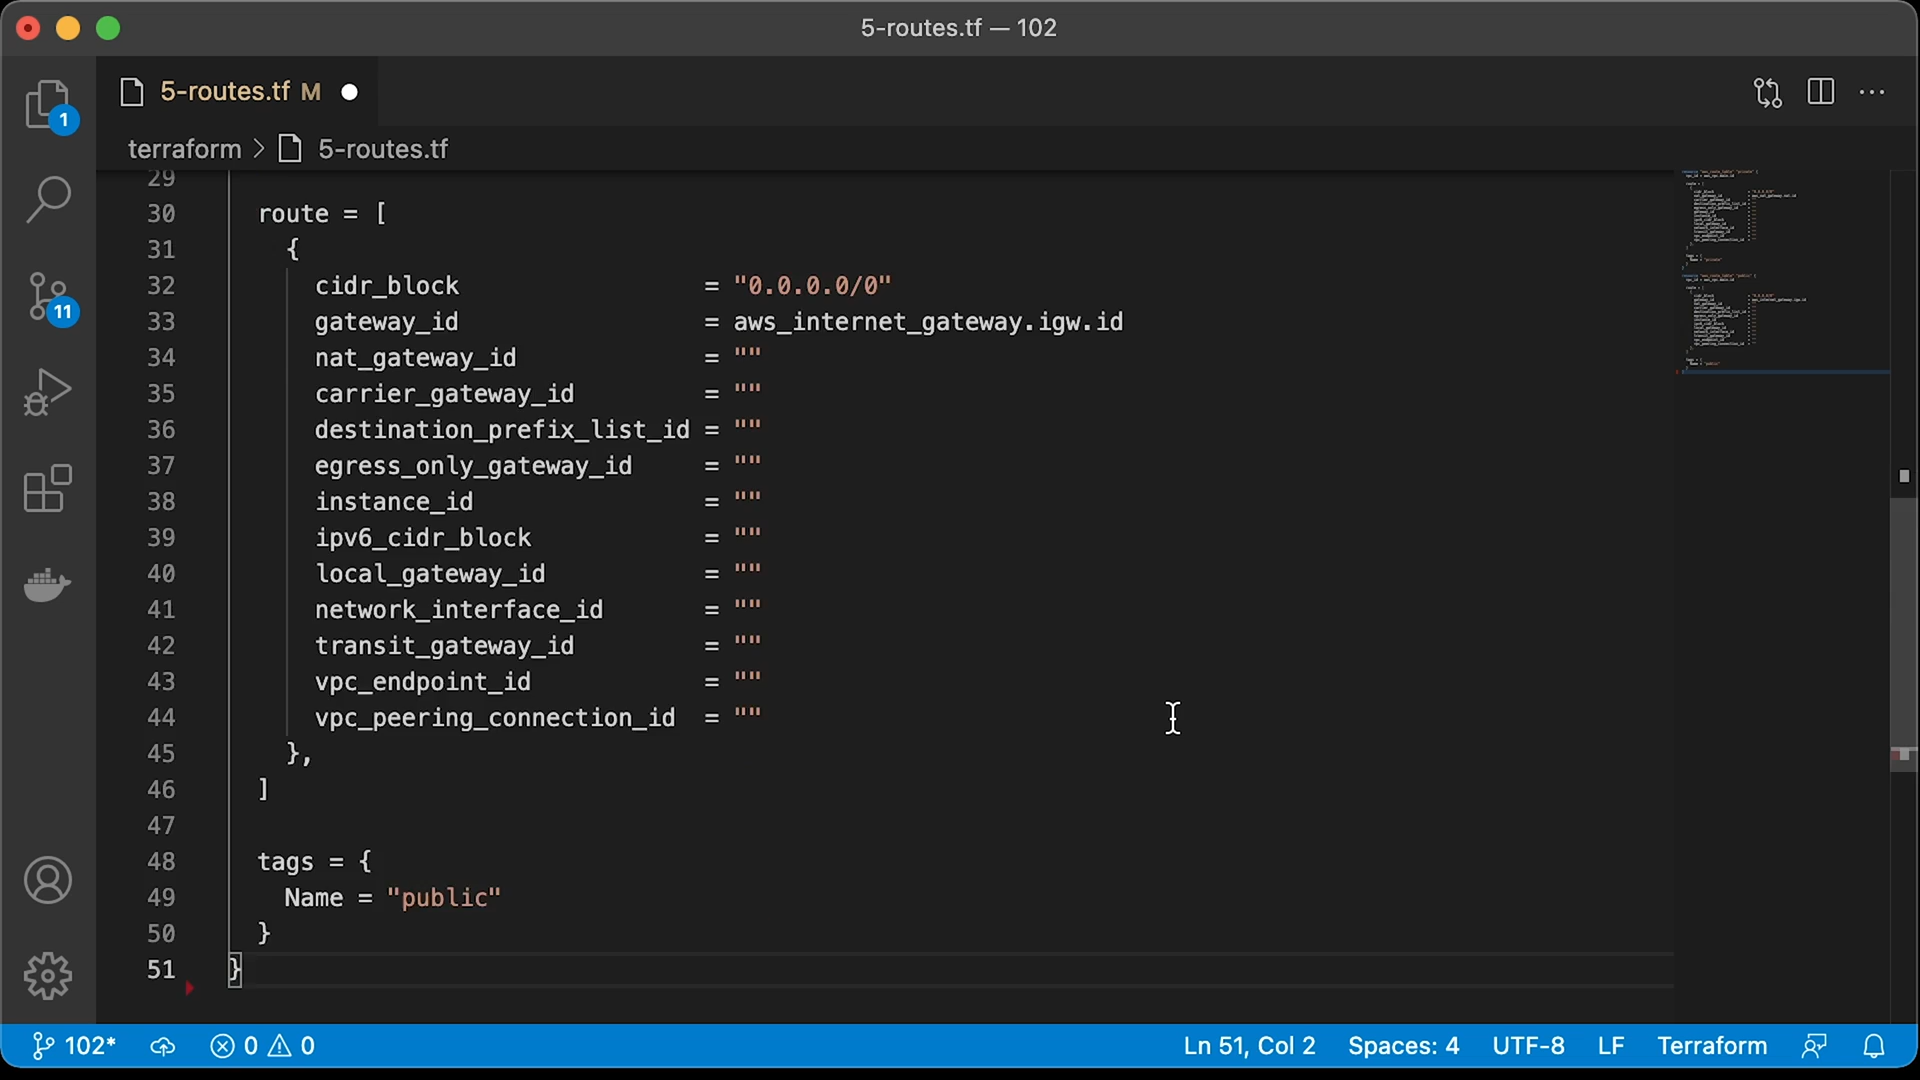 5-routes.tf — 102
5-routes.tf M
terraform > 5-routes.tf
1
11
29
30 route = [
31 {
32 cidr_block = "0.0.0.0/0"
33 gateway_id = aws_internet_gateway.igw.id
34 nat_gateway_id = ""
35 carrier_gateway_id = ""
36 destination_prefix_list_id = ""
37 egress_only_gateway_id = ""
38 instance_id = ""
39 ipv6_cidr_block = ""
40 local_gateway_id = ""
41 network_interface_id = ""
42 transit_gateway_id = ""
43 vpc_endpoint_id = ""
44 vpc_peering_connection_id = ""
45 },
46 ]
47
48 tags = {
49 Name = "public"
50 }
51 }
102* 0 0 Ln 51, Col 2 Spaces: 4 UTF-8 LF Terraform